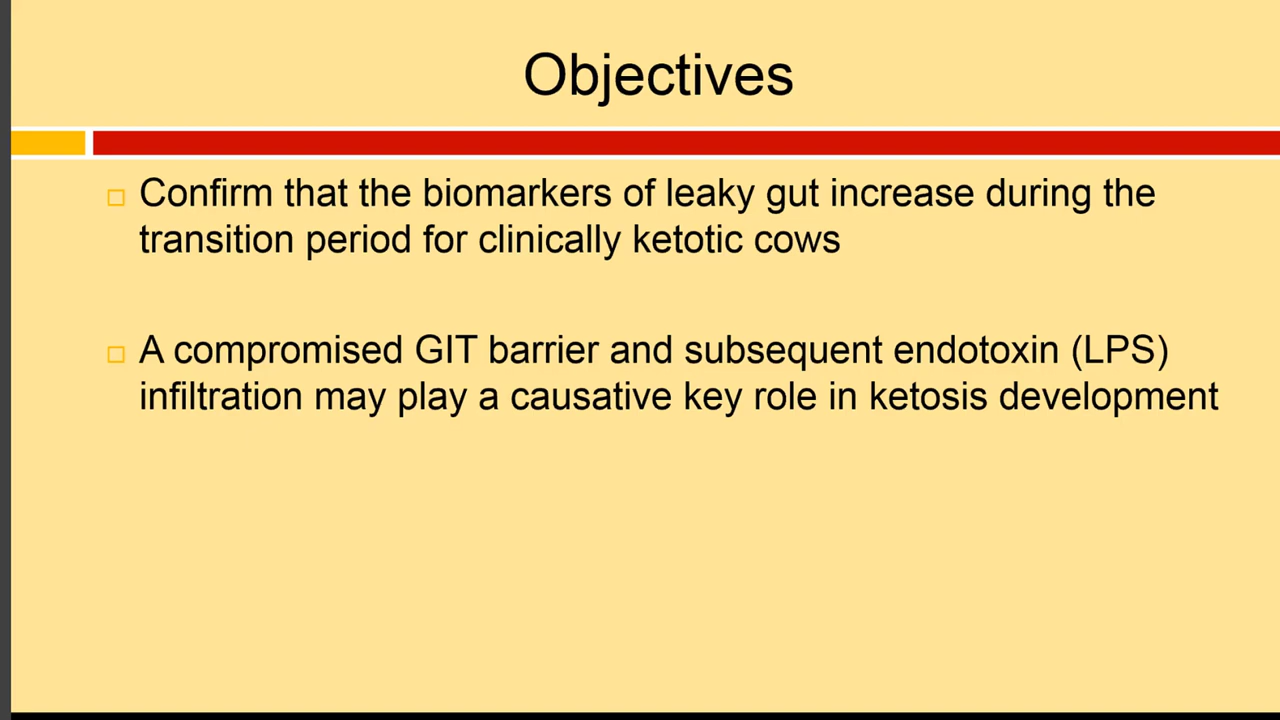 Objectives
Confirm that the biomarkers of leaky gut increase during the
transition period for clinically ketotic cows
A compromised GIT barrier and subsequent endotoxin (LPS)
infiltration may play a causative key role in ketosis development